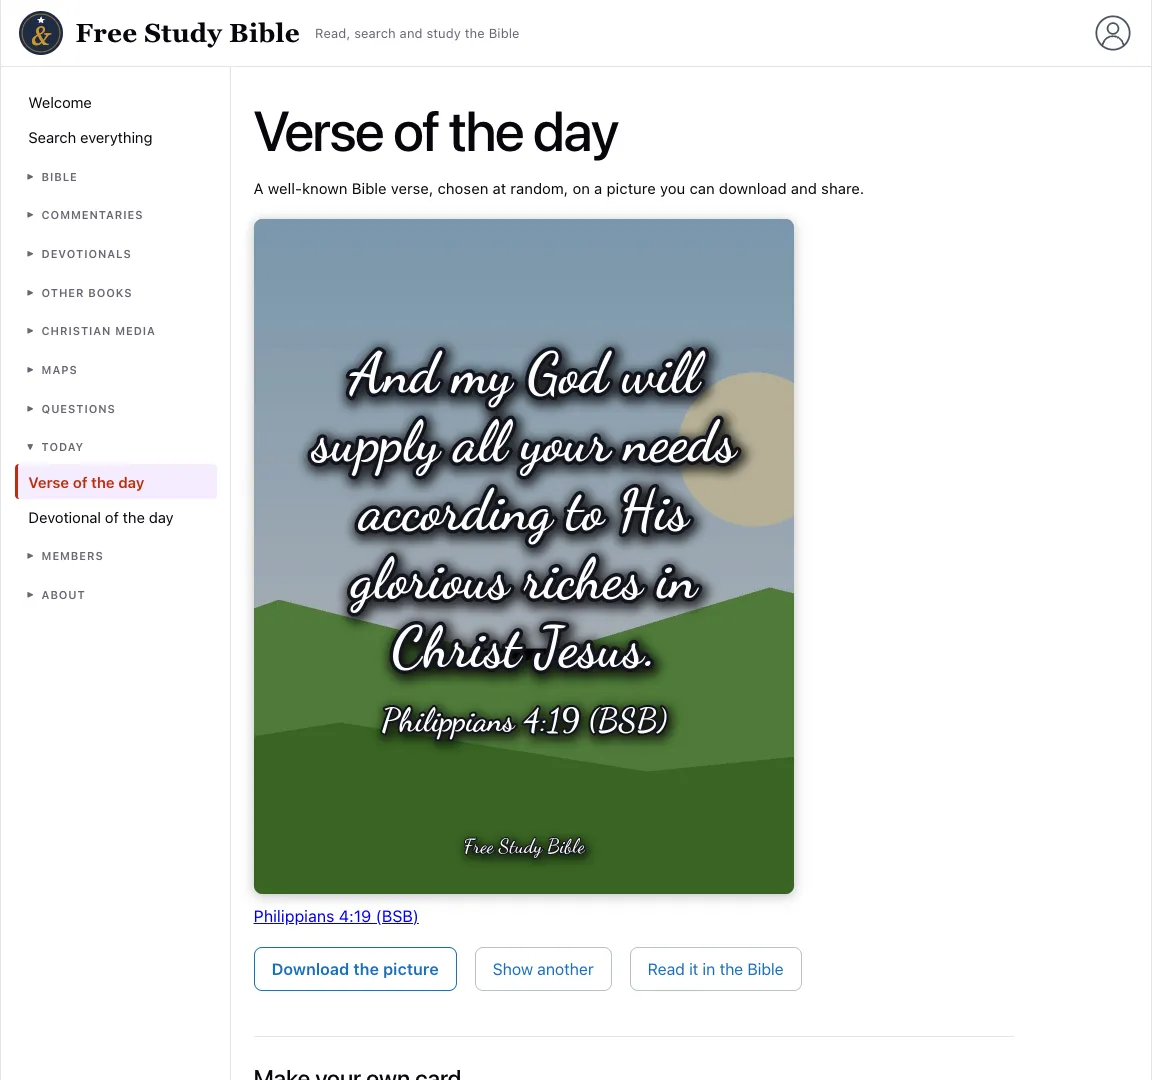 Free Study Bible
Read, search and study the Bible
Welcome
Search everything
BIBLE
COMMENTARIES
DEVOTIONALS
OTHER BOOKS
CHRISTIAN MEDIA
MAPS
QUESTIONS
TODAY
Verse of the day
Devotional of the day
MEMBERS
ABOUT
Verse of the day
A well-known Bible verse, chosen at random, on a picture you can download and share.
And my God will
supply all your needs
according to His
glorious riches in
Christ Jesus.
Philippians 4:19 (BSB)
Free Study Bible
Philippians 4:19 (BSB)
Download the picture
Show another
Read it in the Bible
Make your own card